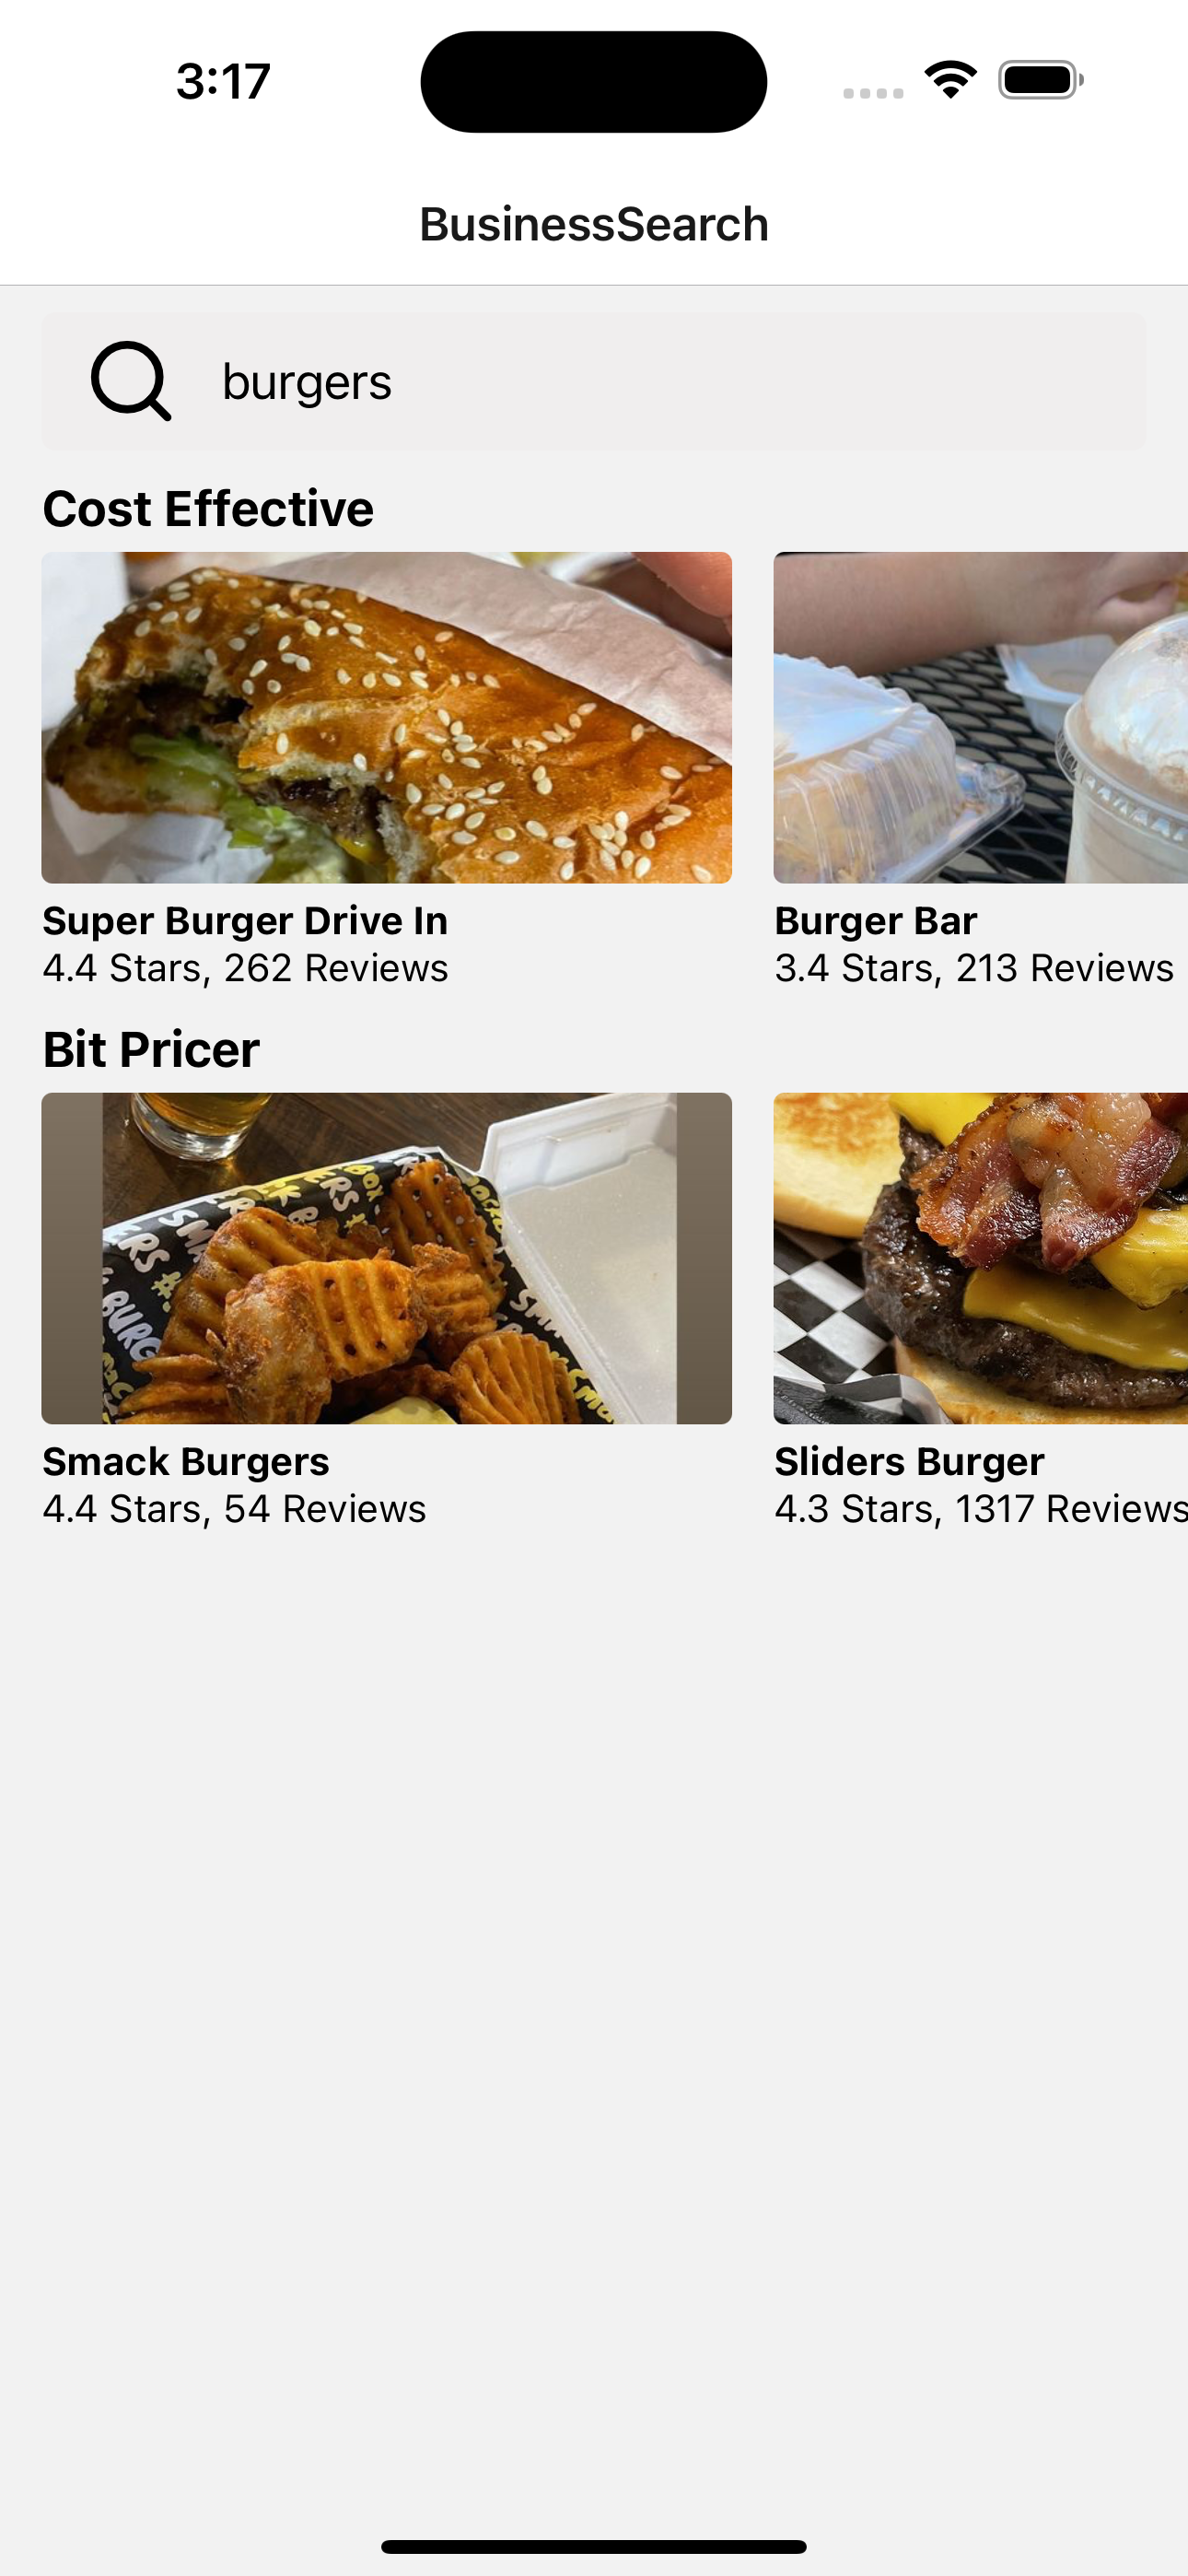 3:17
BusinessSearch
burgers
Cost Effective
Super Burger Drive In
4.4 Stars, 262 Reviews
Burger Bar
3.4 Stars, 213 Reviews
Bit Pricer
Smack Burgers
4.4 Stars, 54 Reviews
Sliders Burger
4.3 Stars, 1317 Reviews